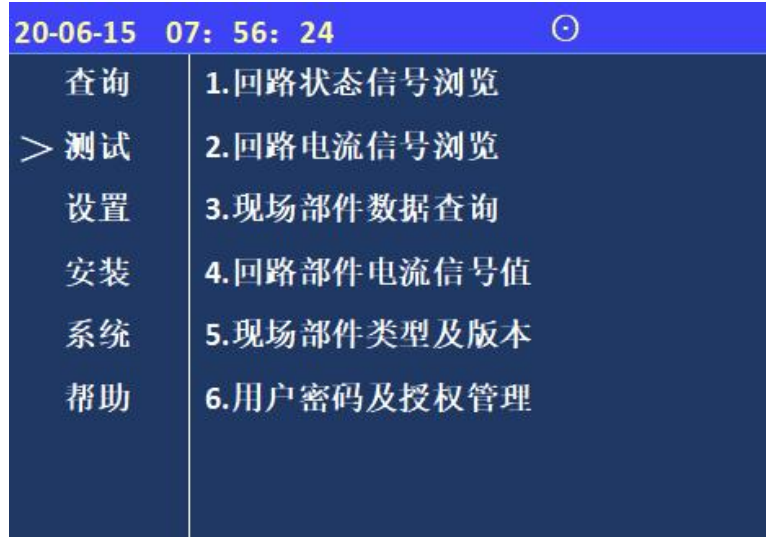 20-06-15 07: 56: 24
查询
＞测试
设置
安装
系统
帮助
1.回路状态信号浏览
2.回路电流信号浏览
3.现场部件数据查询
4.回路部件电流信号值
5.现场部件类型及版本
6.用户密码及授权管理